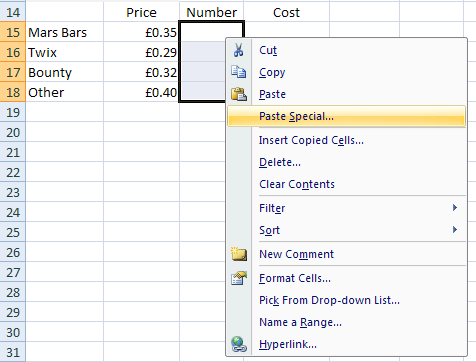 14 Price Number Cost
15 Mars Bars £0.35
16 Twix £0.29
17 Bounty £0.32
18 Other £0.40
19
20
21
22
23
24
25
26
27
28
29
30
31
Cut
Copy
Paste
Paste Special...
Insert Copied Cells...
Delete...
Clear Contents
Filter
Sort
New Comment
Format Cells...
Pick From Drop-down List...
Name a Range...
Hyperlink...